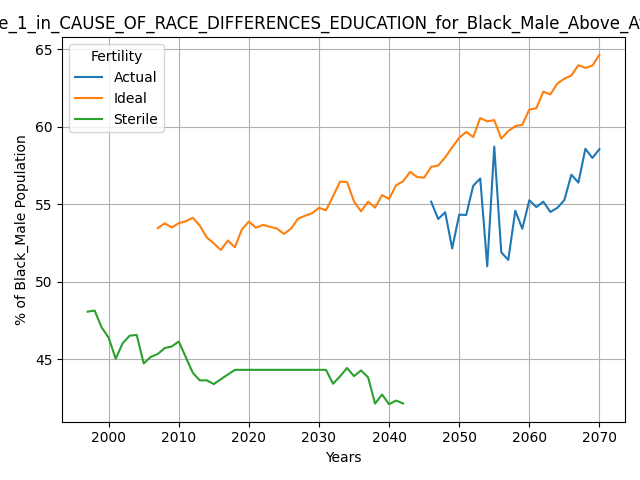 e_1_in_CAUSE_OF_RACE_DIFFERENCES_EDUCATION_for_Black_Male_Above_A
Fertility
Actual
Ideal
Sterile
% of Black_Male Population
65
60
55
50
45
2000
2010
2020
2030
2040
2050
2060
2070
Years